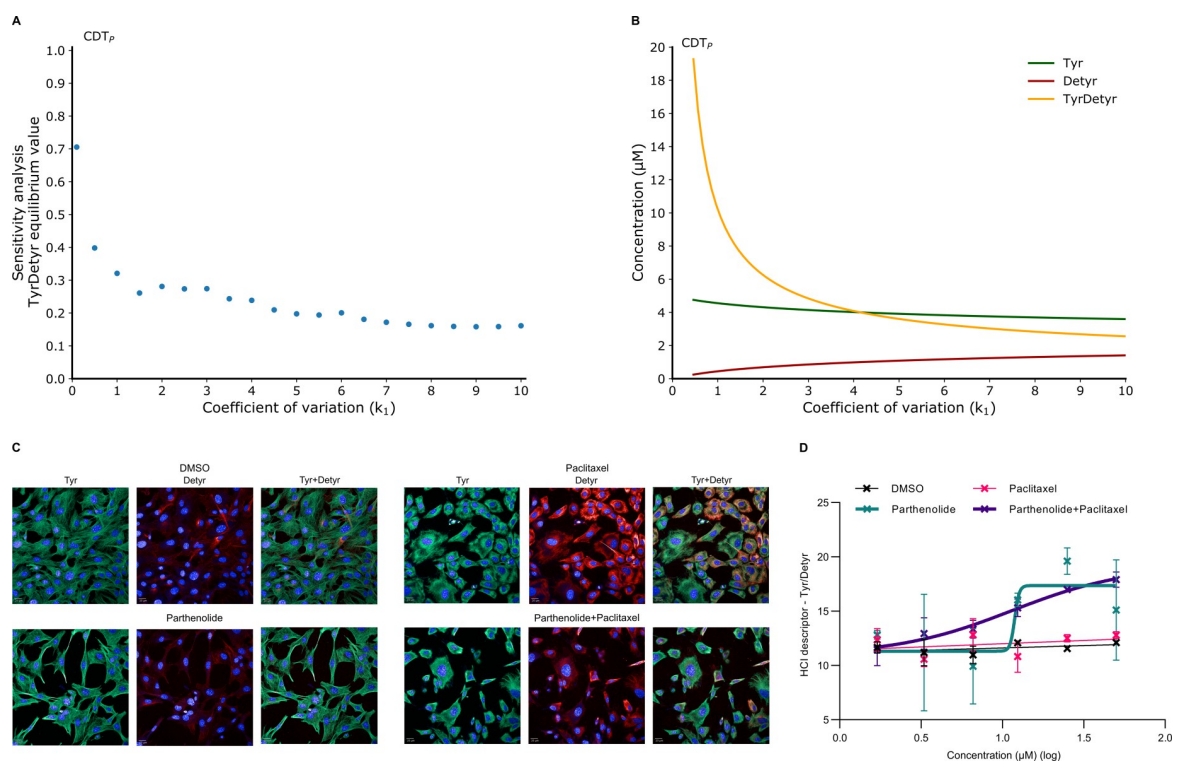 A
CDTP
Sensitivity analysis
TyrDetyr equilibrium value
1.0
0.9
0.8
0.7
0.6
0.5
0.4
0.3
0.2
0.1
0.0
0 1 2 3 4 5 6 7 8 9 10
Coefficient of variation (k1)
B
CDTP
Concentration (µM)
20
18
16
14
12
10
8
6
4
2
0
Tyr
Detyr
TyrDetyr
0 1 2 3 4 5 6 7 8 9 10
Coefficient of variation (k1)
C
DMSO
Tyr Detyr Tyr+Detyr
Paclitaxel
Tyr Detyr Tyr+Detyr
Parthenolide
Parthenolide+Paclitaxel
D
DMSO Paclitaxel
Parthenolide Parthenolide+Paclitaxel
HCI descriptor - Tyr/Detyr
25
20
15
10
5
0.0 0.5 1.0 1.5 2.0
Concentration (µM) (log)